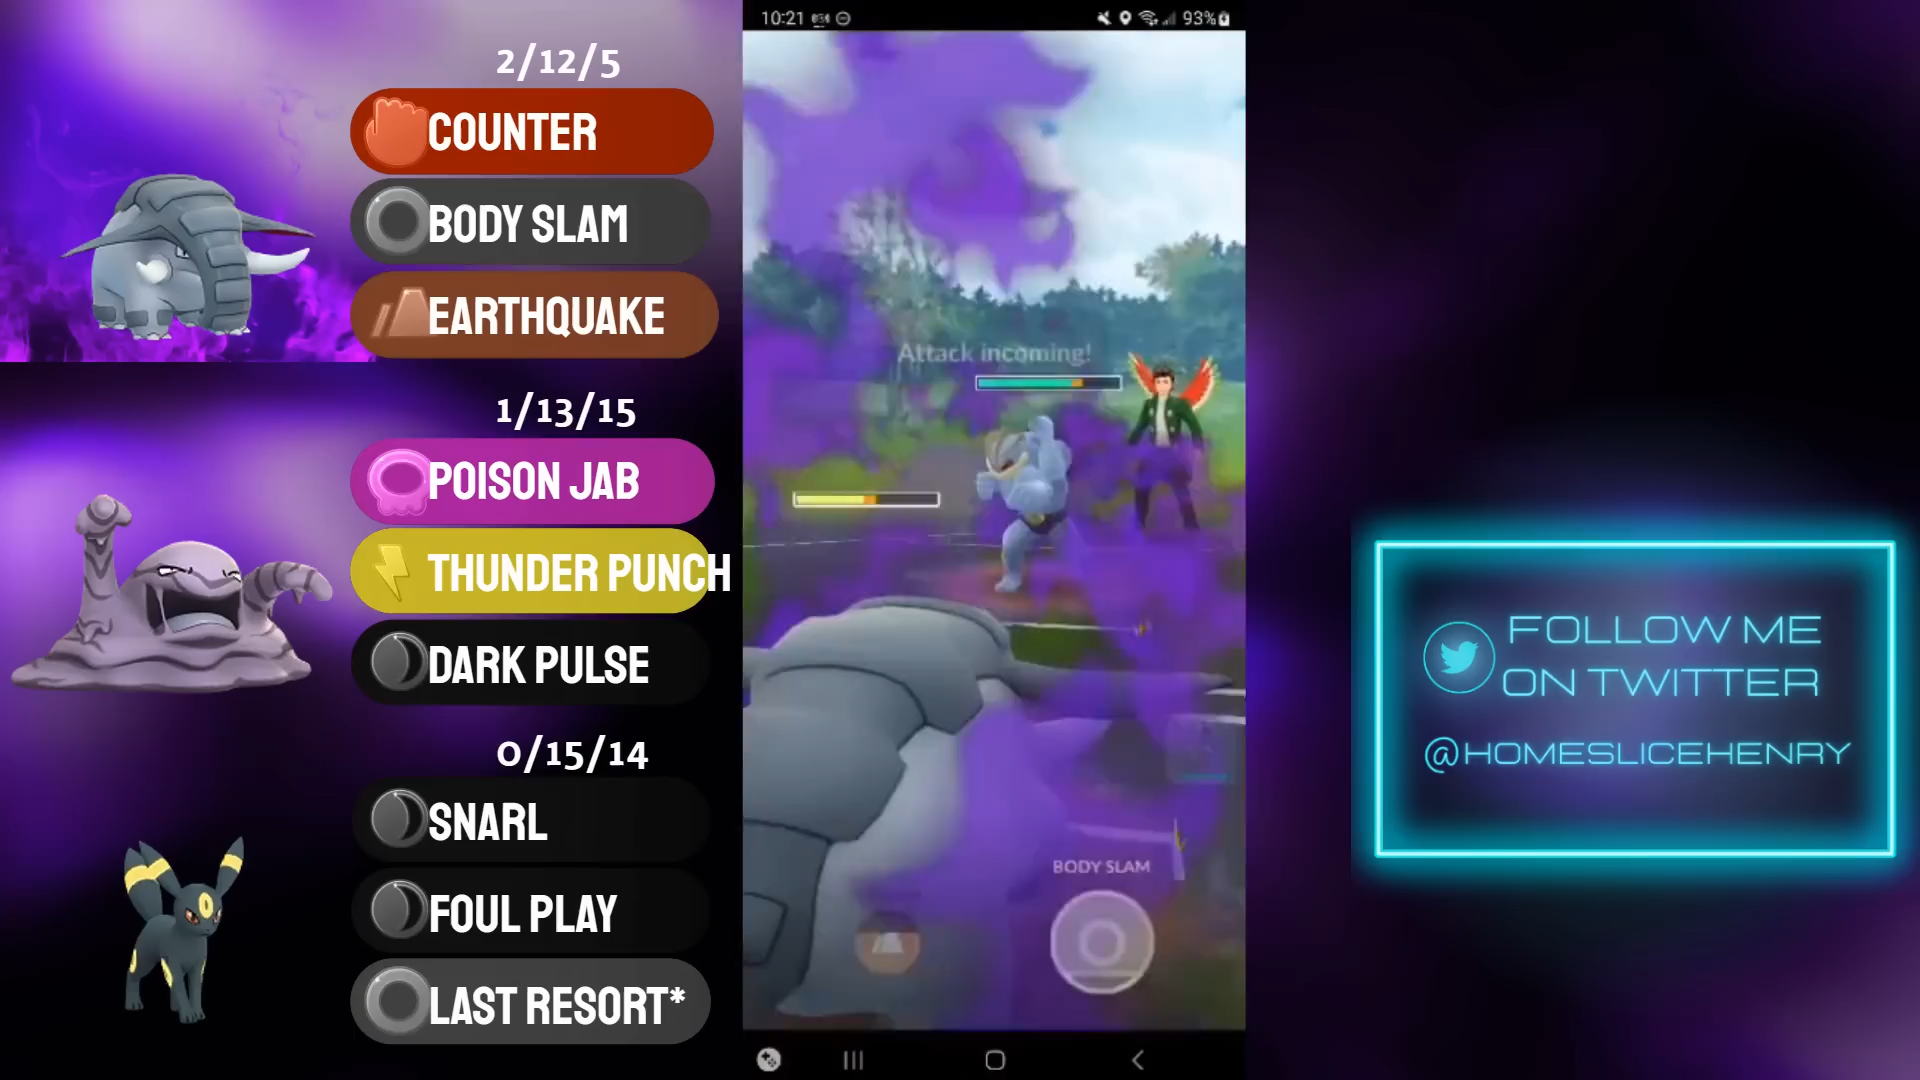 2/12/5
COUNTER
BODY SLAM
EARTHQUAKE
1/13/15
POISON JAB
THUNDER PUNCH
DARK PULSE
0/15/14
SNARL
FOUL PLAY
LAST RESORT*
10:21
93%
Attack incoming!
BODY SLAM
FOLLOW ME
ON TWITTER
@HOMESLICEHENRY